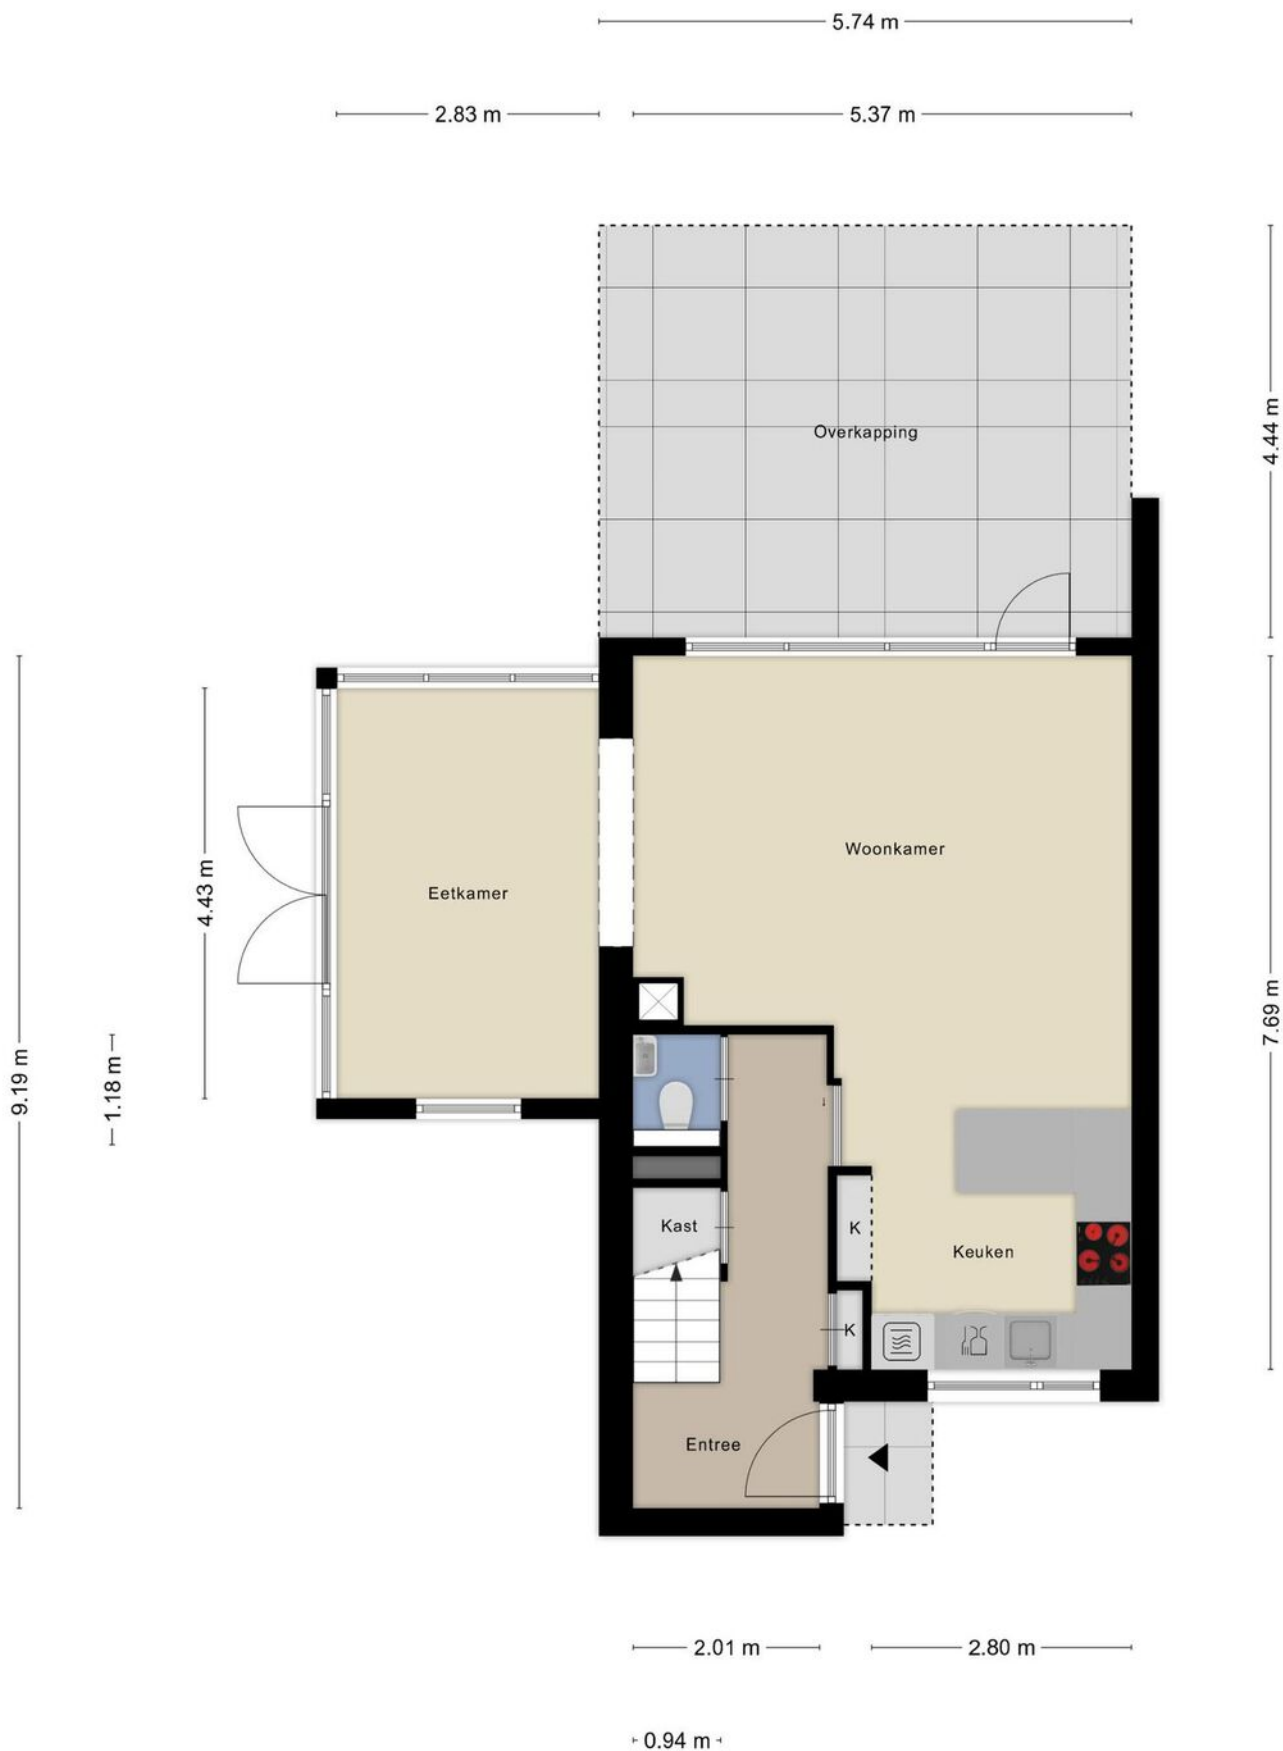 5.74 m
2.83 m
5.37 m
4.44 m
Overkapping
Woonkamer
Eetkamer
4.43 m
7.69 m
9.19 m
1.18 m
Kast
K
Keuken
K
Entree
2.01 m
2.80 m
0.94 m